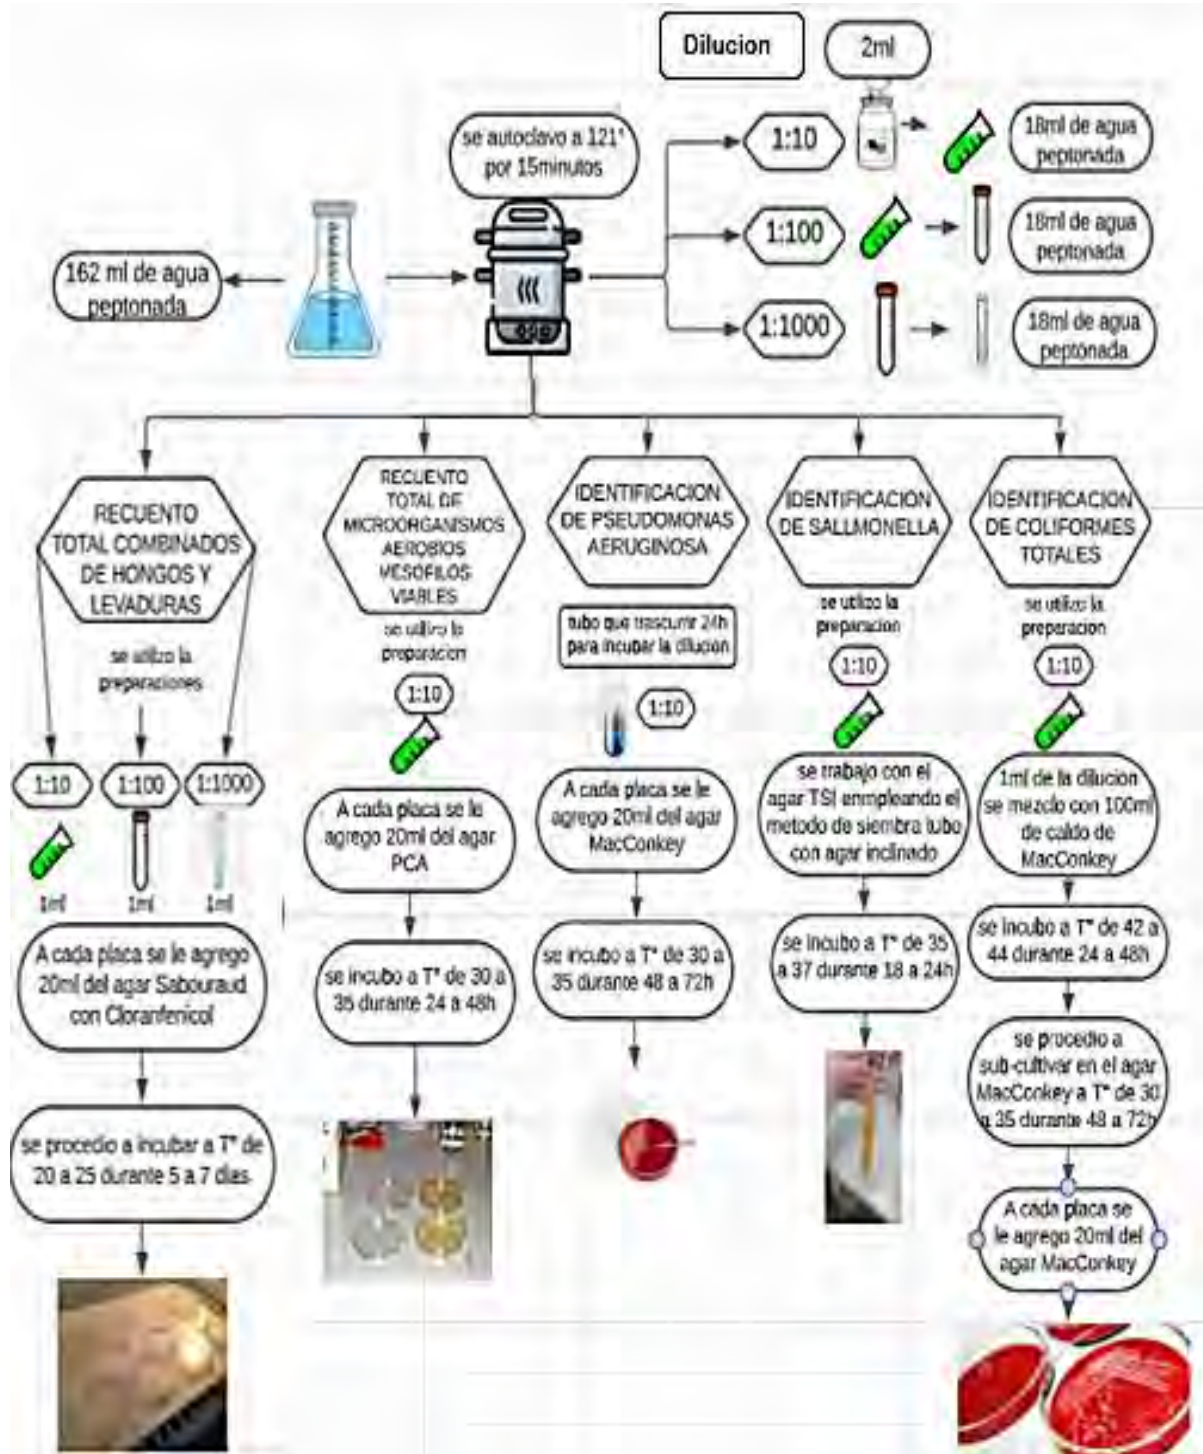 Dilucion
2ml
se autoclavo a 121°
por 15minutos
1:10
18ml de agua
peptonada
1:100
18ml de agua
peptonada
162 ml de agua
peptonada
1:1000
18ml de agua
peptonada
RECUENTO
TOTAL COMBINADOS
DE HONGOS Y
LEVADURAS
se utilizo la
preparaciones
1:10
1:100
1:1000
1ml
1ml
1ml
A cada placa se le agrego
20ml del agar Sabouraud
con Cloranfenicol
se procedio a incubar a T° de
20 a 25 durante 5 a 7 dias
RECUENTO
TOTAL DE
MICROORGANISMOS
AEROBIOS
MESOFILOS
VIABLES
se utilizo la
preparacion
1:10
A cada placa se le
agrego 20ml del agar
PCA
se incubo a T° de 30 a
35 durante 24 a 48h
IDENTIFICACION
DE PSEUDOMONAS
AERUGINOSA
tubo que trascurrir 24h
para incubar la dilucion
1:10
A cada placa se le
agrego 20ml del agar
MacConkey
se incubo a T° de 30 a
35 durante 48 a 72h
IDENTIFICACION
DE SALLMONELLA
se utilizo la
preparacion
1:10
se trabajo con el
agar TSI enmpleando el
metodo de siembra tubo
con agar inclinado
se incubo a T° de 35
a 37 durante 18 a 24h
IDENTIFICACION
DE COLIFORMES
TOTALES
se utilizo la
preparacion
1:10
1ml de la dilucion
se mezclo con 100ml
de caldo de
MacConkey
se incubo a T° de 42 a
44 durante 24 a 48h
se procedio a
sub-cultivar en el agar
MacConkey a T° de 30
a 35 durante 48 a 72h
A cada placa se
le agrego 20ml del
agar MacConkey